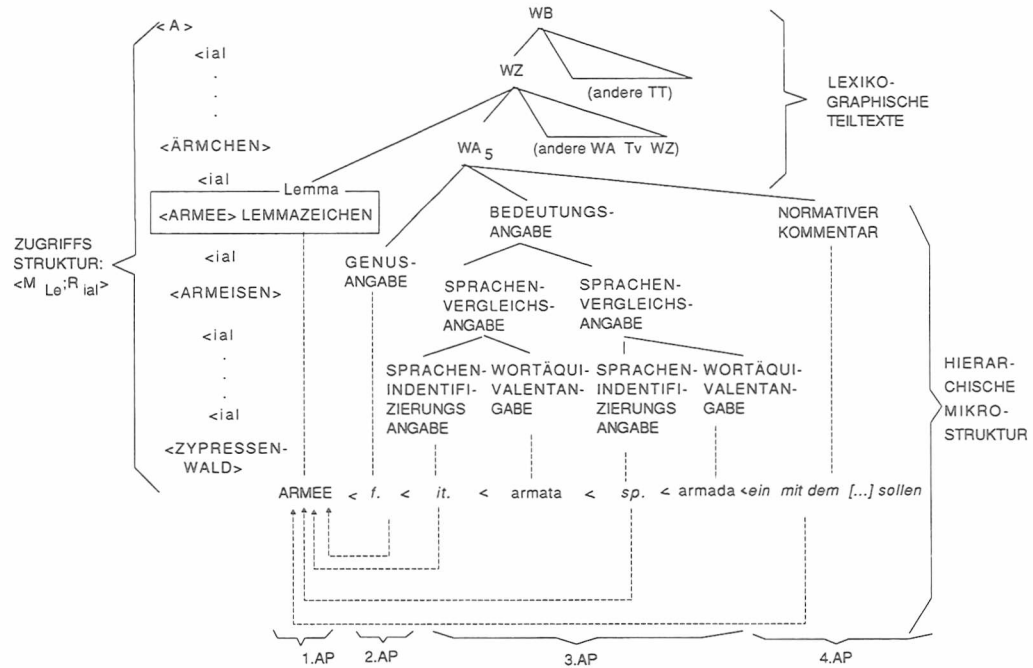 WB
< A >
<ial
WZ
(andere TT)
LEXIKO-
GRAPHISCHE
TEILTEXTE
<ÄRMCHEN>
WA 5
(andere WA Tv WZ)
<ial
Lemma
<ARMEE> LEMMAZEICHEN
BEDEUTUNGS-
ANGABE
NORMATIVER
KOMMENTAR
ZUGRIFFS
STRUKTUR:
<M Le;R ial>
<ial
<ARMEISEN>
GENUS-
ANGABE
SPRACHEN-
VERGLEICHS-
ANGABE
SPRACHEN-
VERGLEICHS-
ANGABE
<ial
.
.
.
<ial
SPRACHEN-
INDENTIFI-
ZIERUNGS
ANGABE
WORTÄQUI-
VALENTAN-
GABE
SPRACHEN-
INDENTIFI-
ZIERUNGS
ANGABE
WORTÄQUI-
VALENTAN-
GABE
HIERAR-
CHISCHE
MIKRO-
STRUKTUR
<ZYPRESSEN-
WALD>
ARMEE < f. < it. < armata < sp. < armada <ein mit dem [...] sollen
1.AP 2.AP 3.AP 4.AP